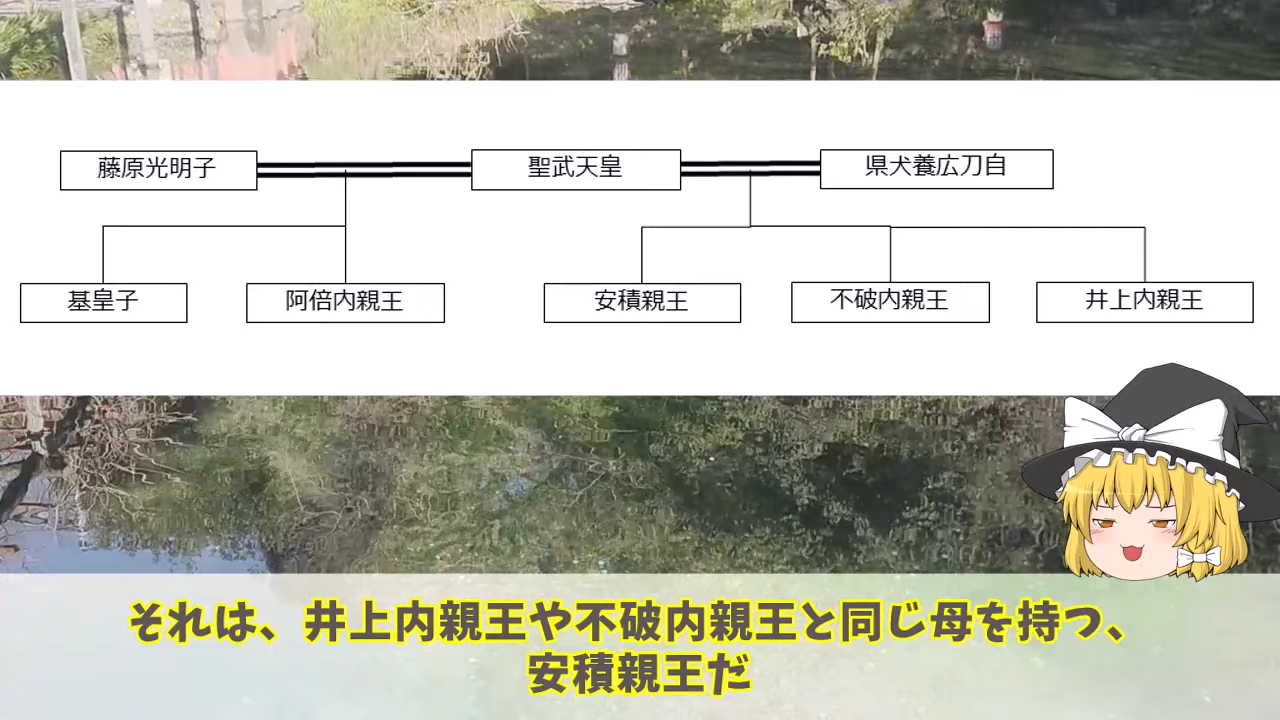 藤原光明子
聖武天皇
県犬養広刀自
基皇子
阿倍内親王
安積親王
不破内親王
井上内親王
それは、井上内親王や不破内親王と同じ母を持つ、
安積親王だ